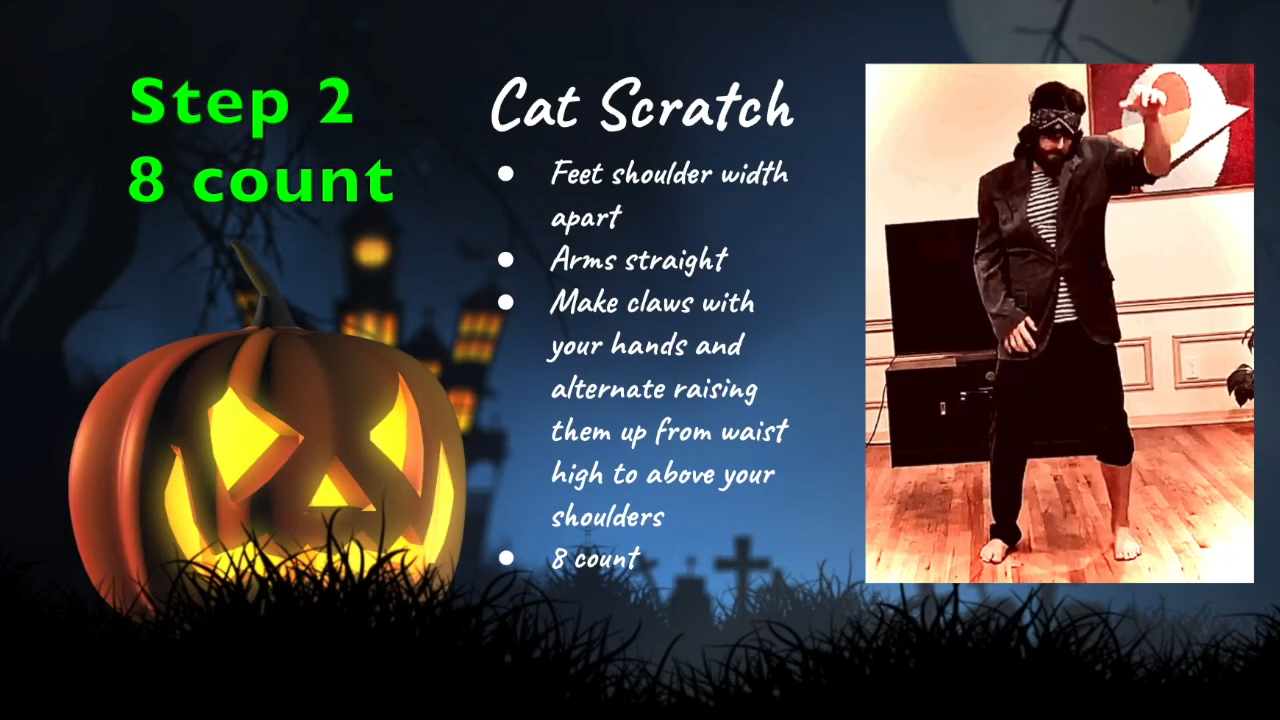 Step 2
8 count
Cat Scratch
● Feet shoulder width
apart
● Arms straight
● Make claws with
your hands and
alternate raising
them up from waist
high to above your
shoulders
● 8 count